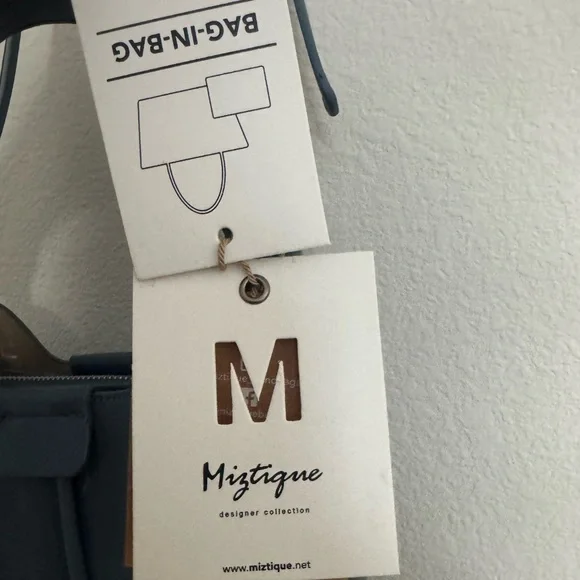 BAG-IN-BAG
M
Miztique
designer collection
www.miztique.net